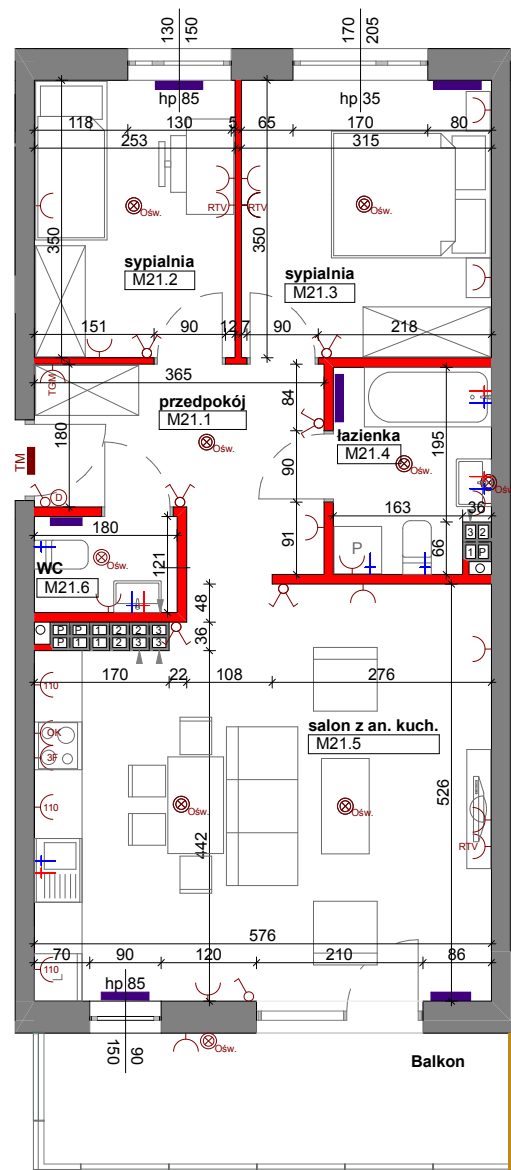 130
150
170
205
hp 85
hp 35
118
130
5
65
170
80
253
315
Ośw.
RTV
RTV
Ośw.
350
350
sypialnia
M21.2
sypialnia
M21.3
151
90
12
7
90
218
365
TGM
przedpokój
M21.1
84
180
Ośw.
łazienka
M21.4
195
Ośw.
90
TM
D
163
36
Ośw.
180
3 2
1 P
WC
M21.6
Ośw.
121
91
P
66
48
P P 1 2 2 3
P 1 1 2 3 3
36
170
22
108
276
110
salon z an. kuch.
M21.5
OK
3F
526
110
Ośw.
Ośw.
RTV
442
576
110
70
90
120
210
86
hp 85
90
150
Ośw.
Balkon